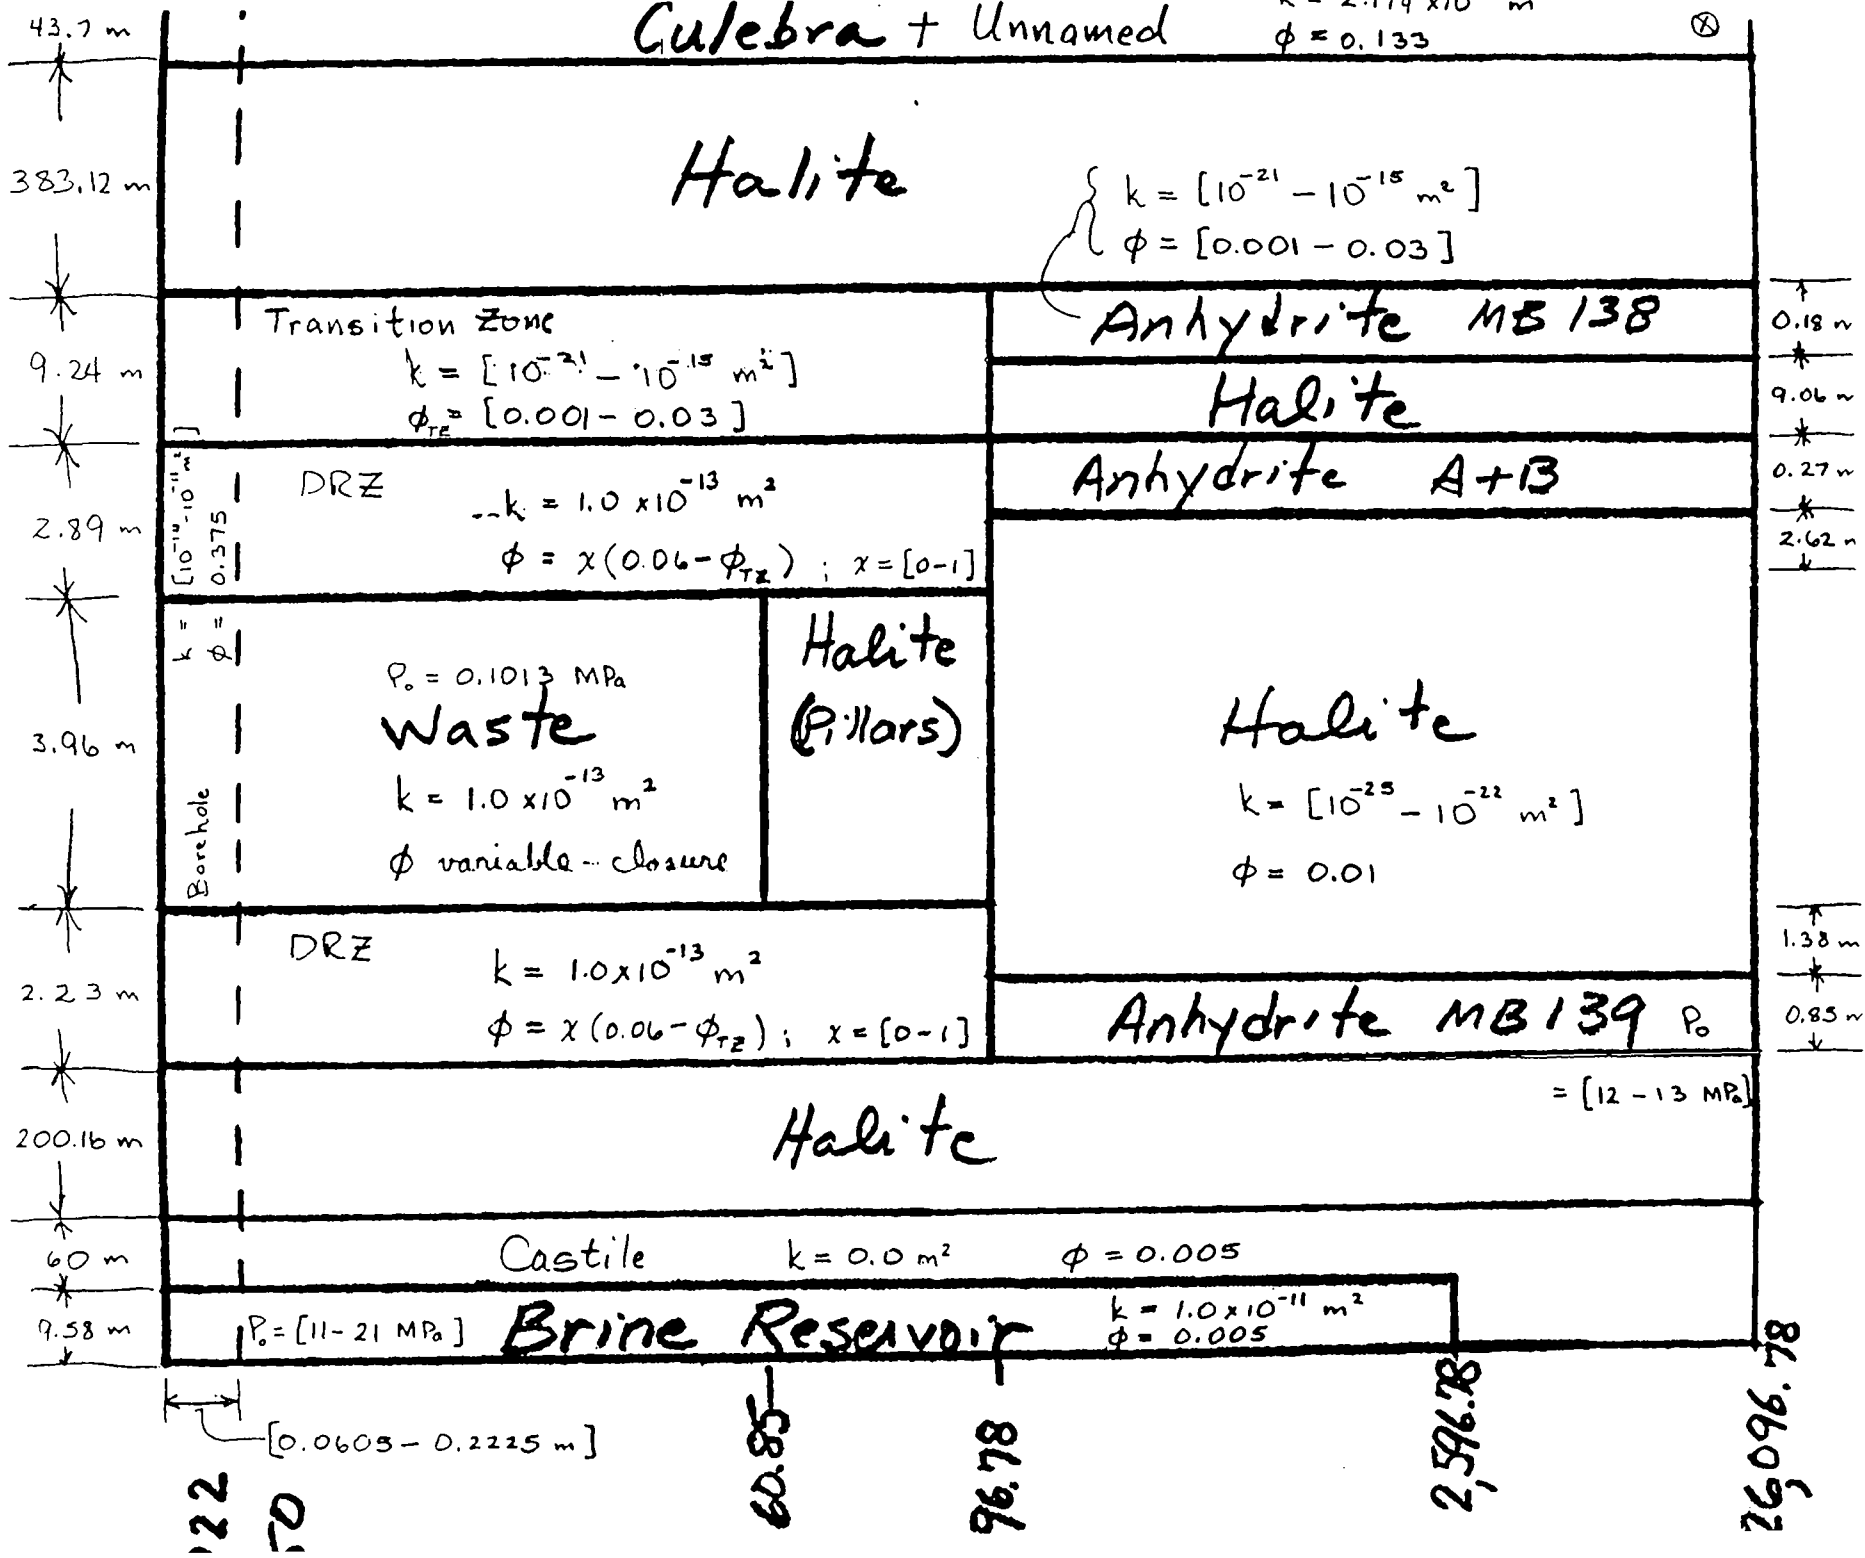 43.7 m
Culebra + Unnamed
φ = 0.133
⊗
383.12 m
Halite
k = [10⁻²¹ – 10⁻¹⁵ m²]
φ = [0.001 – 0.03]
Transition Zone
k = [10⁻²¹ – 10⁻¹⁵ m²]
φTZ = [0.001 – 0.03]
9.24 m
Anhydrite MB 138
0.18 m
Halite
9.06 m
Anhydrite A+B
0.27 m
2.62 m
DRZ
k = 1.0 x10⁻¹³ m²
φ = x(0.06 – φTZ) ; x = [0-1]
2.89 m
φ = 0.375
Borehole
P₀ = 0.1013 MPa
Waste
k = 1.0 x10⁻¹³ m²
φ variable - closure
3.96 m
Halite
(Pillars)
Halite
k = [10⁻²⁵ – 10⁻²² m²]
φ = 0.01
1.38 m
DRZ
k = 1.0x10⁻¹³ m²
φ = x(0.06 – φTZ) ; x = [0-1]
2.23 m
Anhydrite MB 139 P₀
0.85 m
= [12 – 13 MPa]
200.16 m
Halite
60 m
Castile k = 0.0 m² φ = 0.005
9.58 m
P₀ = [11 – 21 MPa] Brine Reservoir
k = 1.0 x10⁻¹¹ m²
φ = 0.005
[0.0605 – 0.2225 m]
60.85
96.78
2,596.78
26,096.78